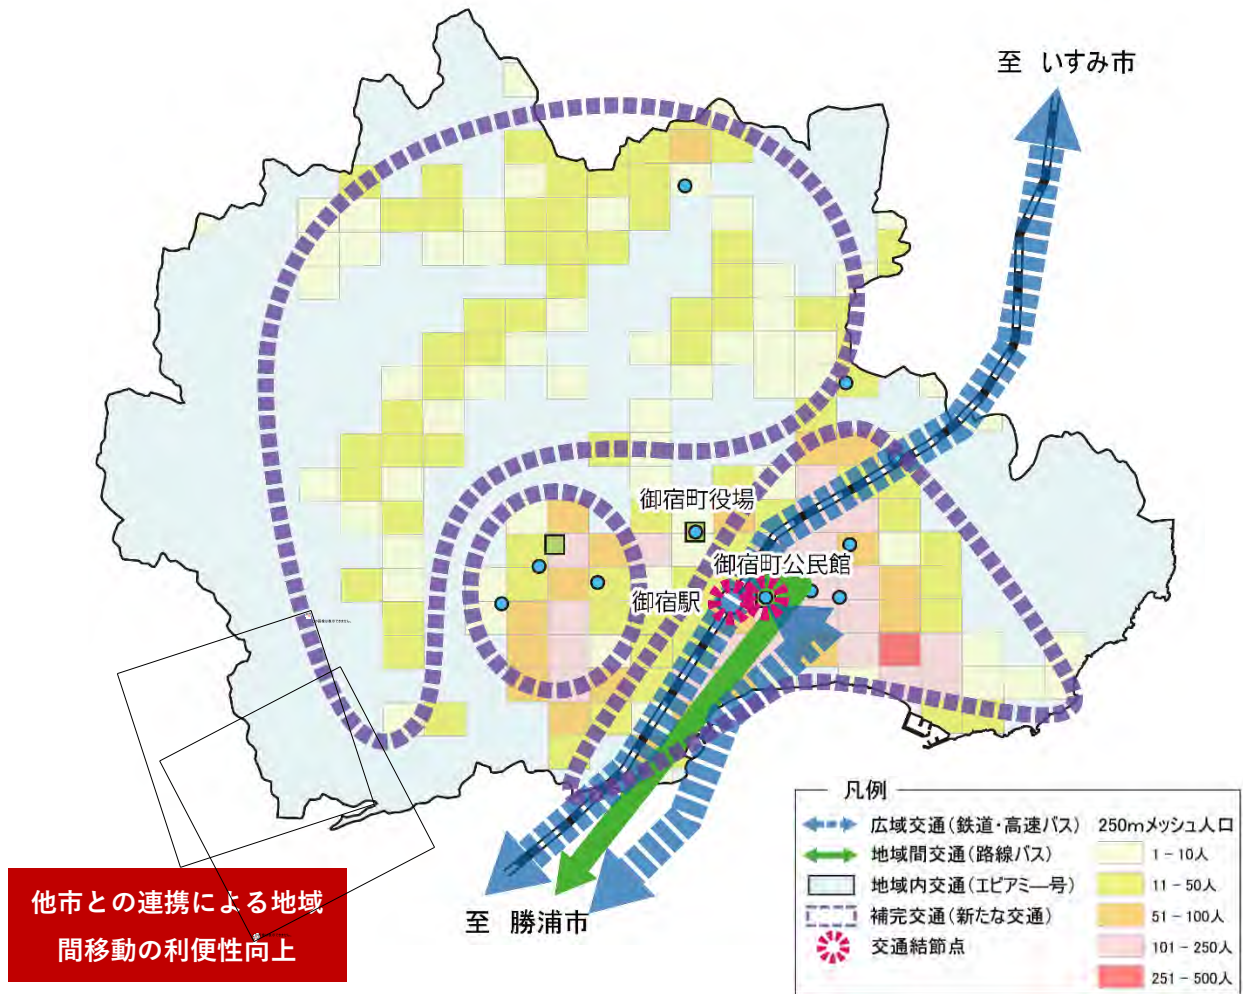 至 いすみ市
御宿町役場
御宿町公民館
御宿駅
至 勝浦市
他市との連携による地域
間移動の利便性向上
凡例
広域交通(鉄道・高速バス)
地域間交通(路線バス)
地域内交通(エビアミー号)
補完交通(新たな交通)
交通結節点
250mメッシュ人口
1 - 10人
11 - 50人
51 - 100人
101 - 250人
251 - 500人